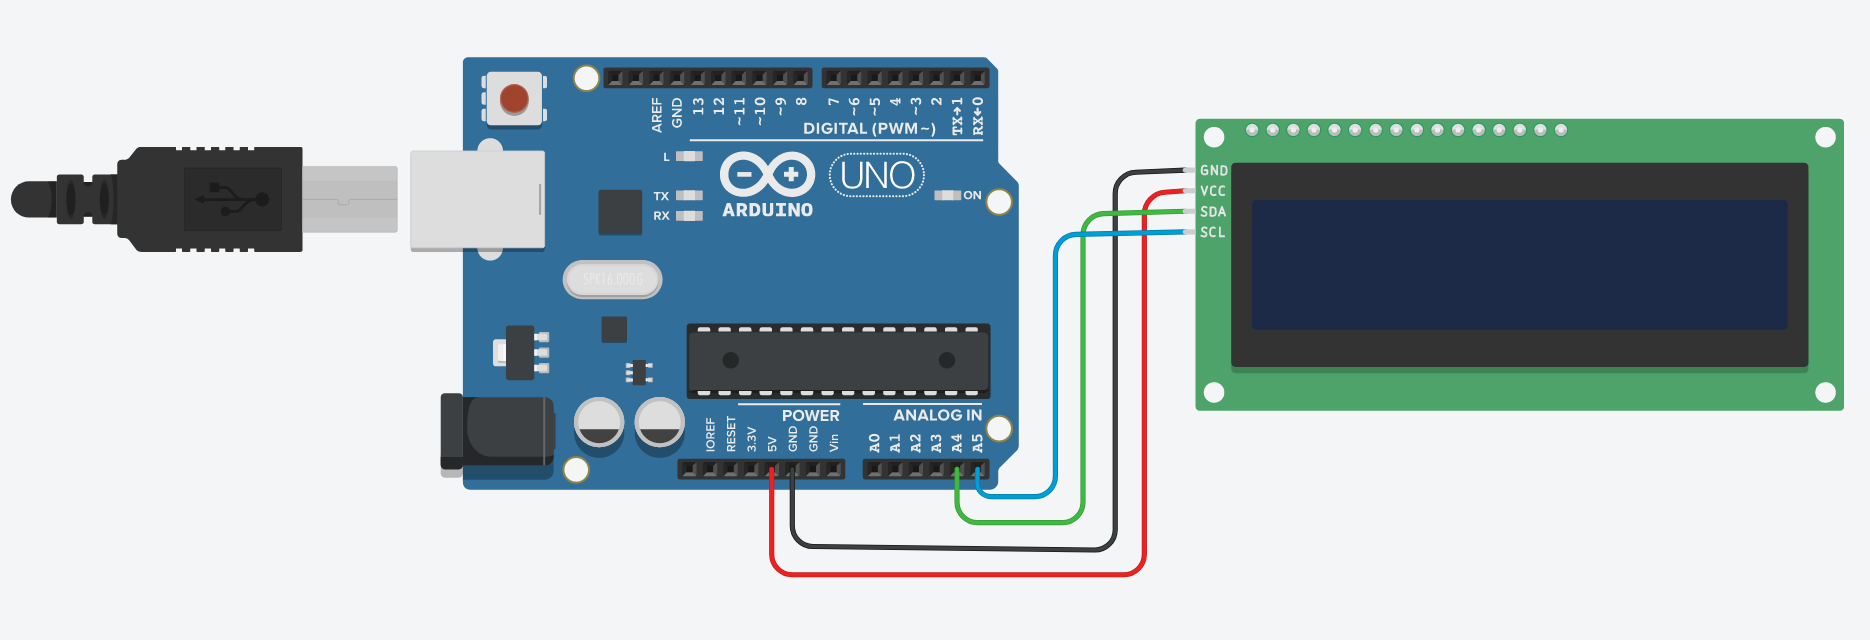 AREF
GND
13
12
~11
~10
~9
8
7
~6
~5
4
~3
2
TX→1
RX←0
DIGITAL (PWM ~)
L
TX
RX
UNO
ON
ARDUINO
SPK16.000G
POWER
ANALOG IN
IOREF
RESET
3.3V
5V
GND
GND
Vin
A0
A1
A2
A3
A4
A5
GND
VCC
SDA
SCL